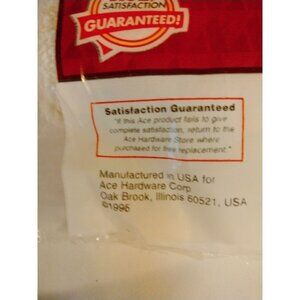 SATISFACTION
GUARANTEED!
Satisfaction Guaranteed
"If this Ace product fails to give
complete satisfaction, return to the
Ace Hardware Store where
purchased for free replacement."
Manufactured in USA for
Ace Hardware Corp
Oak Brook, Illinois 60521, USA
©1996